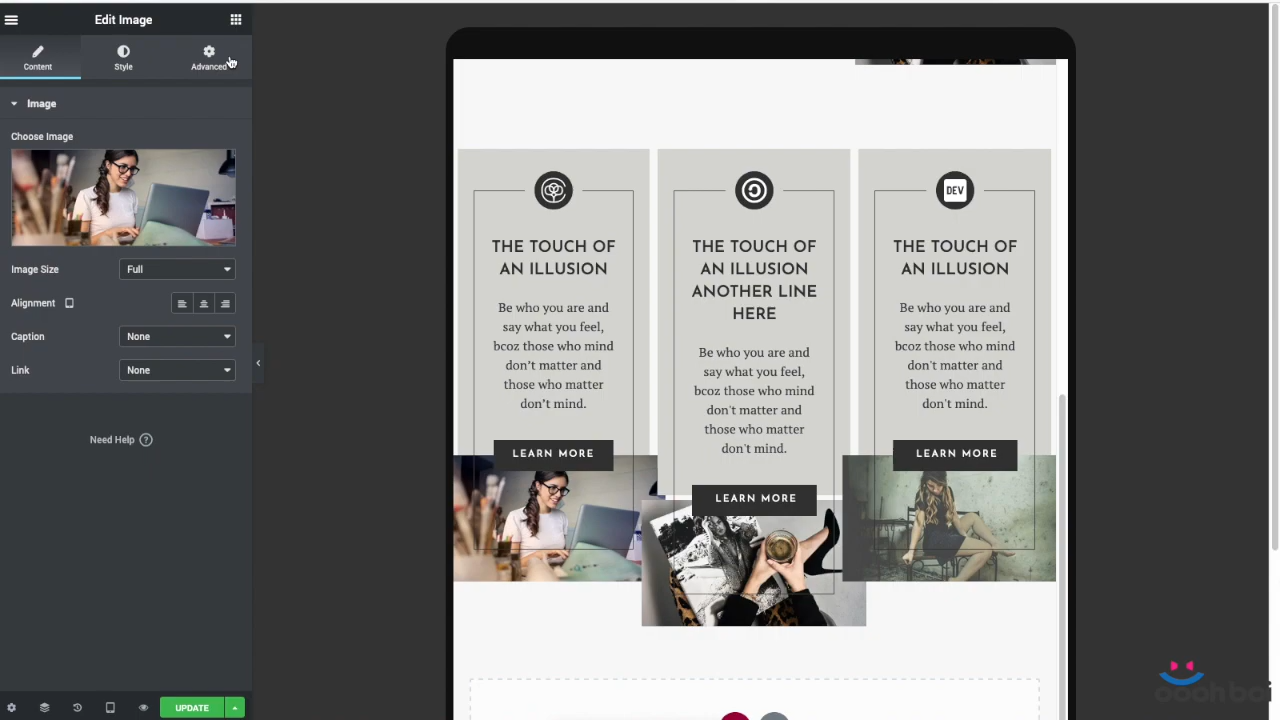 Edit Image
Content
Style
Advanced
Image
Choose Image
Image Size
Full
Alignment
Caption
None
Link
None
Need Help ?
UPDATE
THE TOUCH OF
AN ILLUSION
Be who you are and
say what you feel,
bcoz those who mind
don't matter and
those who matter
don't mind.
LEARN MORE
THE TOUCH OF
AN ILLUSION
ANOTHER LINE
HERE
Be who you are and
say what you feel,
bcoz those who mind
don't matter and
those who matter
don't mind.
LEARN MORE
DEV
THE TOUCH OF
AN ILLUSION
Be who you are and
say what you feel,
bcoz those who mind
don't matter and
those who matter
don't mind.
LEARN MORE
ooohboi